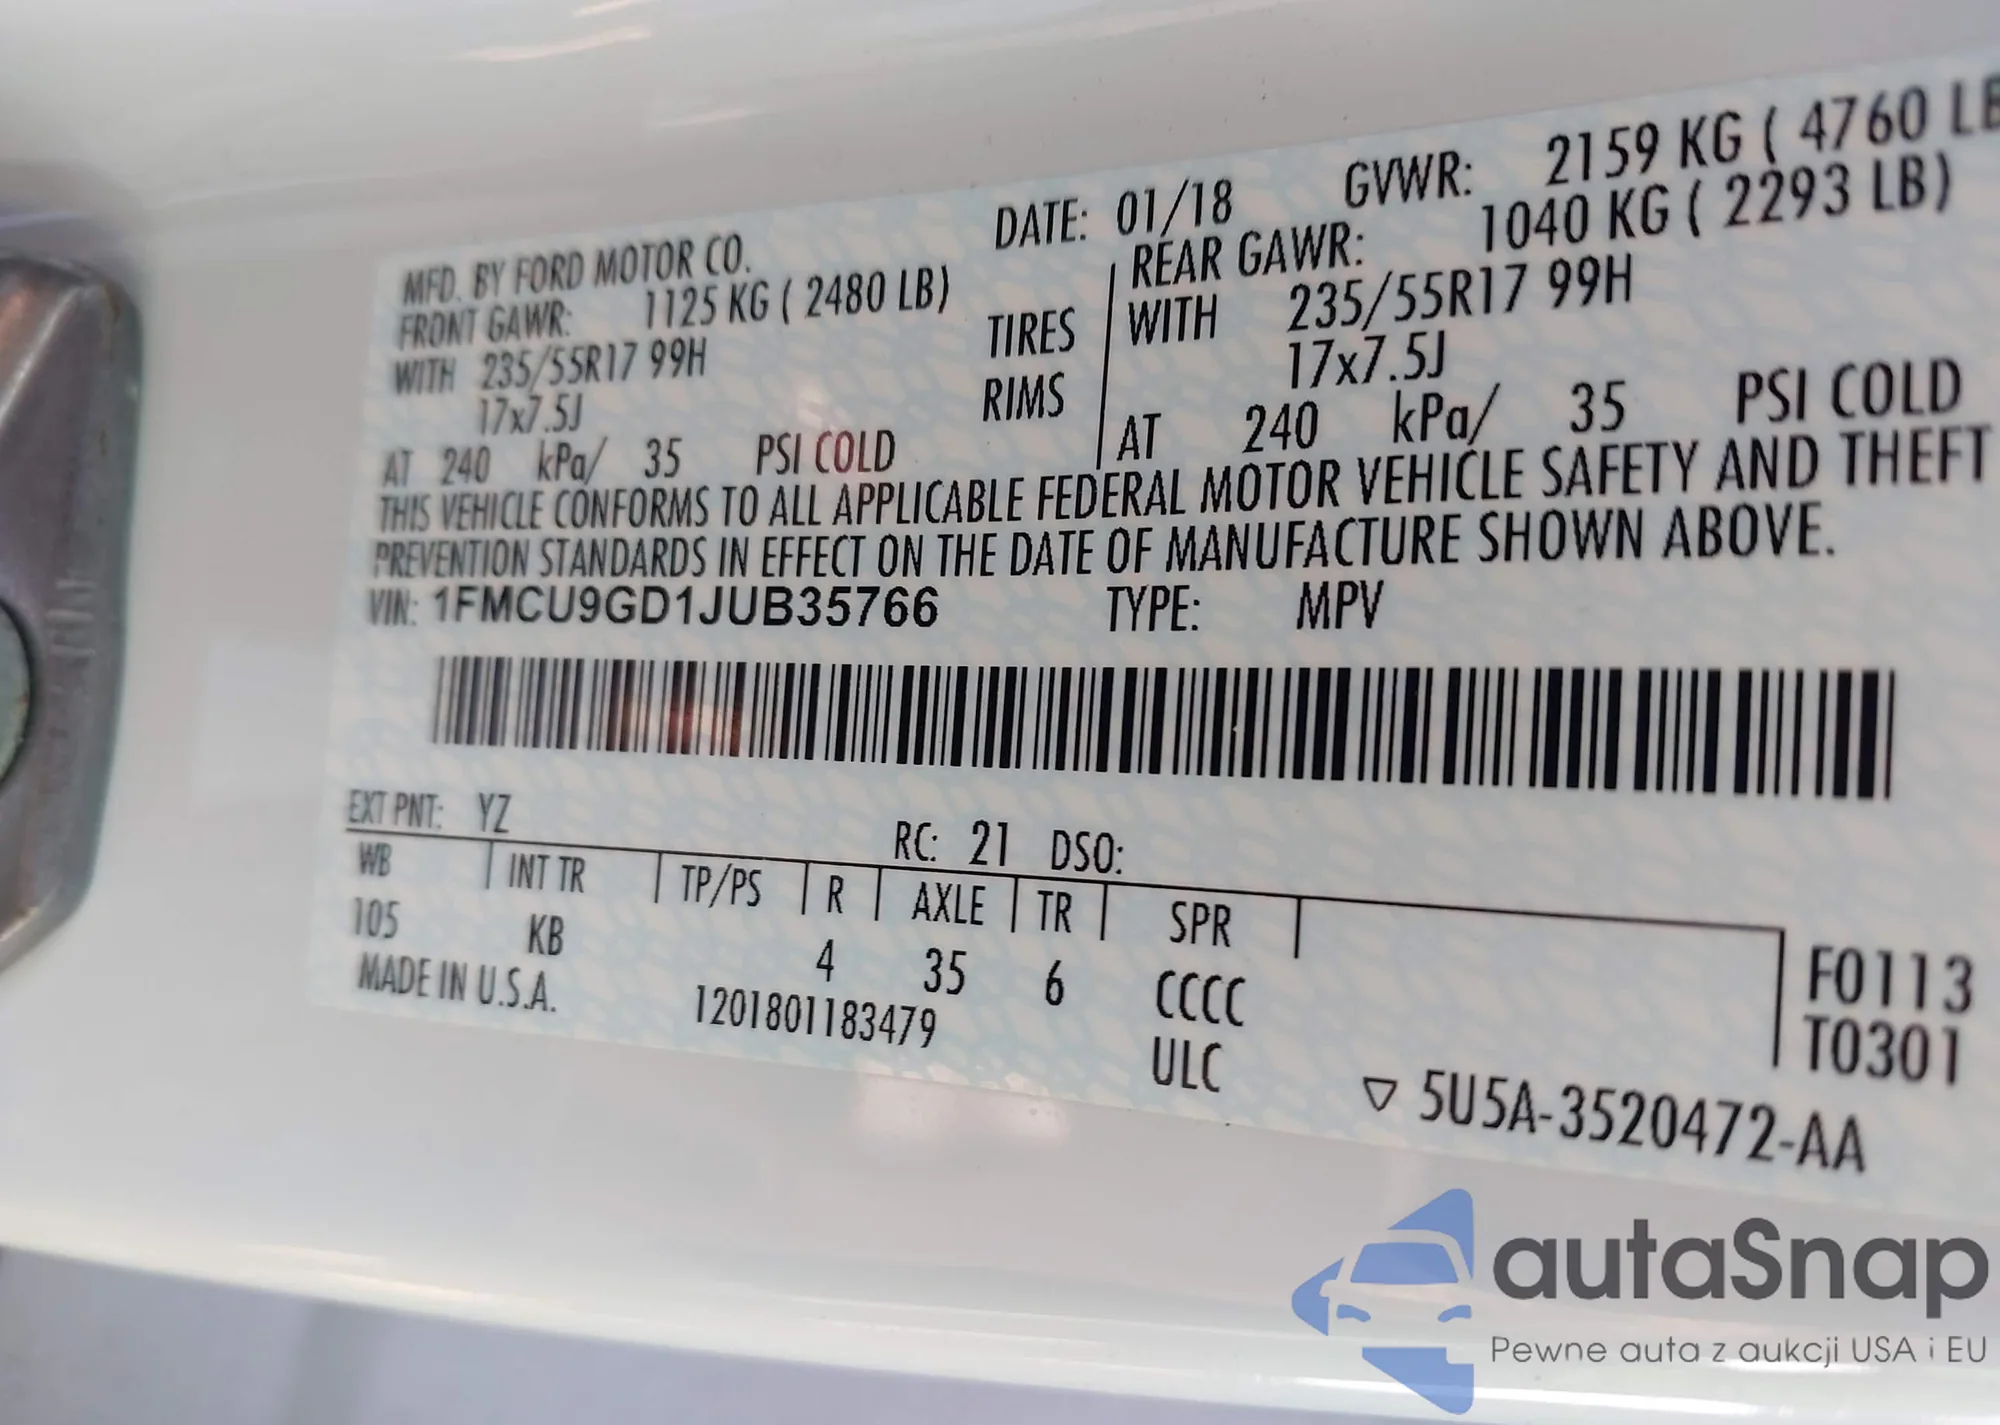 MFD. BY FORD MOTOR CO. DATE: 01/18 GVWR: 2159 KG ( 4760 LB
FRONT GAWR: 1125 KG ( 2480 LB) REAR GAWR: 1040 KG ( 2293 LB)
WITH 235/55R17 99H TIRES WITH 235/55R17 99H
17x7.5J RIMS 17x7.5J
AT 240 kPa/ 35 PSI COLD AT 240 kPa/ 35 PSI COLD
THIS VEHICLE CONFORMS TO ALL APPLICABLE FEDERAL MOTOR VEHICLE SAFETY AND THEFT
PREVENTION STANDARDS IN EFFECT ON THE DATE OF MANUFACTURE SHOWN ABOVE.
VIN: 1FMCU9GD1JUB35766 TYPE: MPV
EXT PNT: YZ RC: 21 DSO:
WB INT TR TP/PS R AXLE TR SPR
105 KB 4 35 6 CCCC F0113
MADE IN U.S.A. 1201801183479 ULC T0301
▽ 5U5A-3520472-AA
autaSnap
Pewne auta z aukcji USA i EU